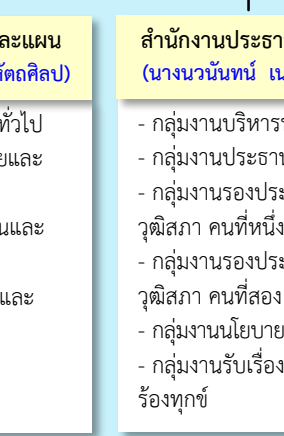 ละแผน
หัตถศิลป)
ทั่วไป
ยและ
นและ
และ
สำนักงานประธา
(นางนวนันทน์ เน
- กลุ่มงานบริหาร
- กลุ่มงานประธาน
- กลุ่มงานรองประ
วุฒิสภา คนที่หนึ่ง
- กลุ่มงานรองประ
วุฒิสภา คนที่สอง
- กลุ่มงานนโยบาย
- กลุ่มงานรับเรื่อง
ร้องทุกข์